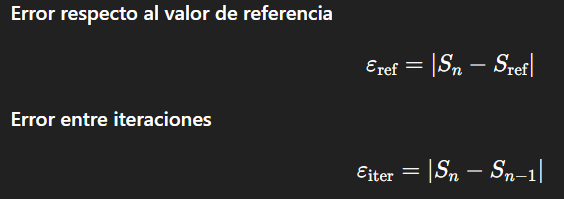 Error respecto al valor de referencia
ε_ref = |S_n − S_ref|
Error entre iteraciones
ε_iter = |S_n − S_{n−1}|